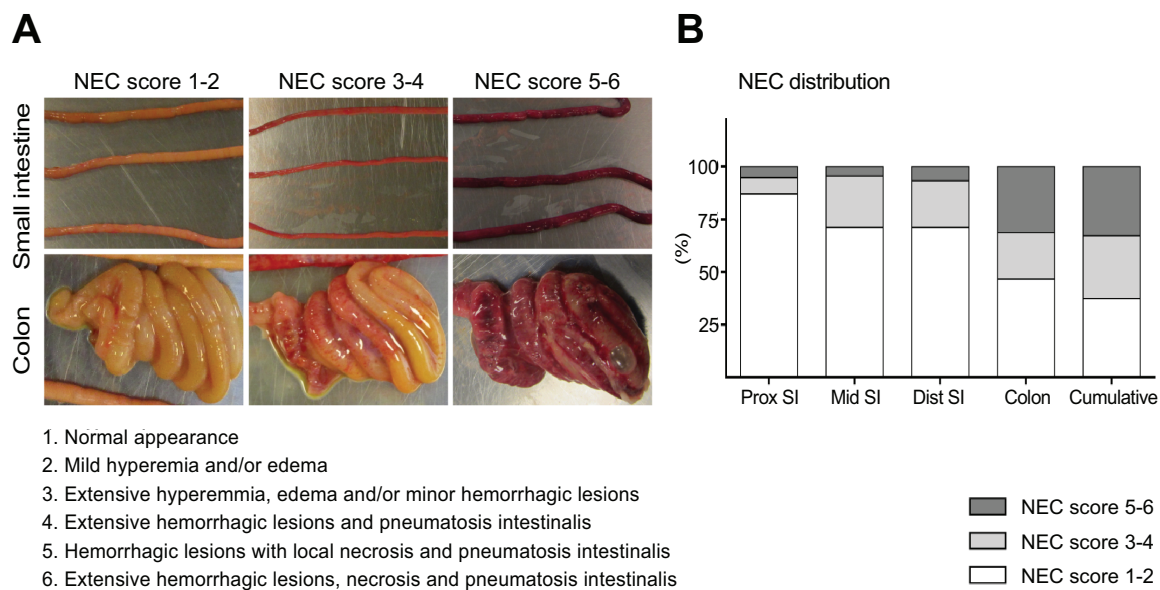 A
NEC score 1-2
NEC score 3-4
NEC score 5-6
Small intestine
Colon
1. Normal appearance
2. Mild hyperemia and/or edema
3. Extensive hyperemmia, edema and/or minor hemorrhagic lesions
4. Extensive hemorrhagic lesions and pneumatosis intestinalis
5. Hemorrhagic lesions with local necrosis and pneumatosis intestinalis
6. Extensive hemorrhagic lesions, necrosis and pneumatosis intestinalis
B
NEC distribution
100
75
50
25
(%)
Prox SI
Mid SI
Dist SI
Colon
Cumulative
NEC score 5-6
NEC score 3-4
NEC score 1-2